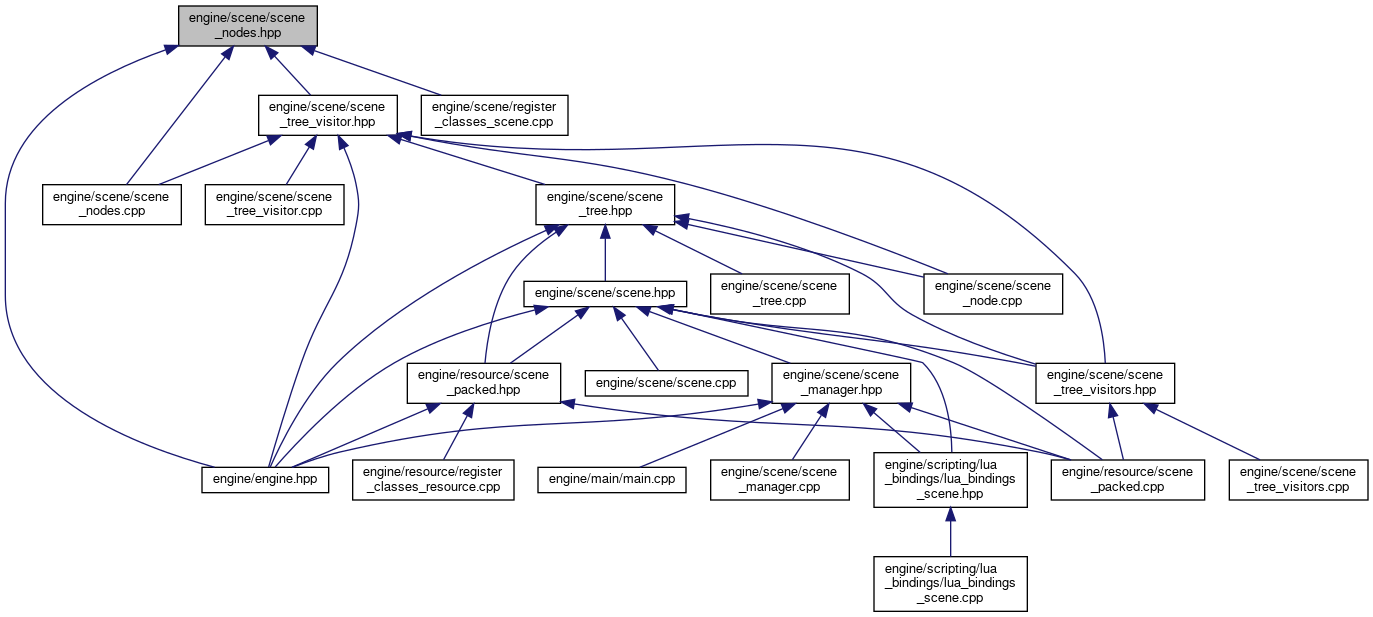 engine/scene/scene
_nodes.hpp
engine/scene/scene
_tree_visitor.hpp
engine/scene/register
_classes_scene.cpp
engine/scene/scene
_nodes.cpp
engine/scene/scene
_tree_visitor.cpp
engine/scene/scene
_tree.hpp
engine/scene/scene.hpp
engine/scene/scene
_tree.cpp
engine/scene/scene
_node.cpp
engine/resource/scene
_packed.hpp
engine/scene/scene.cpp
engine/scene/scene
_manager.hpp
engine/scene/scene
_tree_visitors.hpp
engine/engine.hpp
engine/resource/register
_classes_resource.cpp
engine/main/main.cpp
engine/scene/scene
_manager.cpp
engine/scripting/lua
_bindings/lua_bindings
_scene.hpp
engine/resource/scene
_packed.cpp
engine/scene/scene
_tree_visitors.cpp
engine/scripting/lua
_bindings/lua_bindings
_scene.cpp